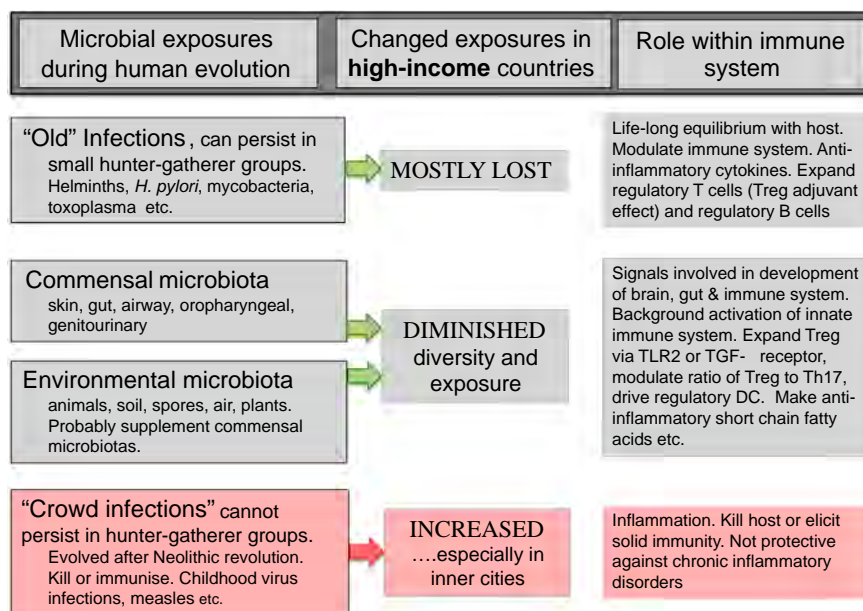 Microbial exposures
during human evolution
Changed exposures in
high-income countries
Role within immune
system
“Old” Infections , can persist in
small hunter-gatherer groups.
Helminths, H. pylori, mycobacteria,
toxoplasma etc.
MOSTLY LOST
Life-long equilibrium with host.
Modulate immune system. Anti-
inflammatory cytokines. Expand
regulatory T cells (Treg adjuvant
effect) and regulatory B cells
Commensal microbiota
skin, gut, airway, oropharyngeal,
genitourinary
Environmental microbiota
animals, soil, spores, air, plants.
Probably supplement commensal
microbiotas.
DIMINISHED
diversity and
exposure
Signals involved in development
of brain, gut & immune system.
Background activation of innate
immune system. Expand Treg
via TLR2 or TGF- receptor,
modulate ratio of Treg to Th17,
drive regulatory DC. Make anti-
inflammatory short chain fatty
acids etc.
“Crowd infections” cannot
persist in hunter-gatherer groups.
Evolved after Neolithic revolution.
Kill or immunise. Childhood virus
infections, measles etc.
INCREASED
….especially in
inner cities
Inflammation. Kill host or elicit
solid immunity. Not protective
against chronic inflammatory
disorders